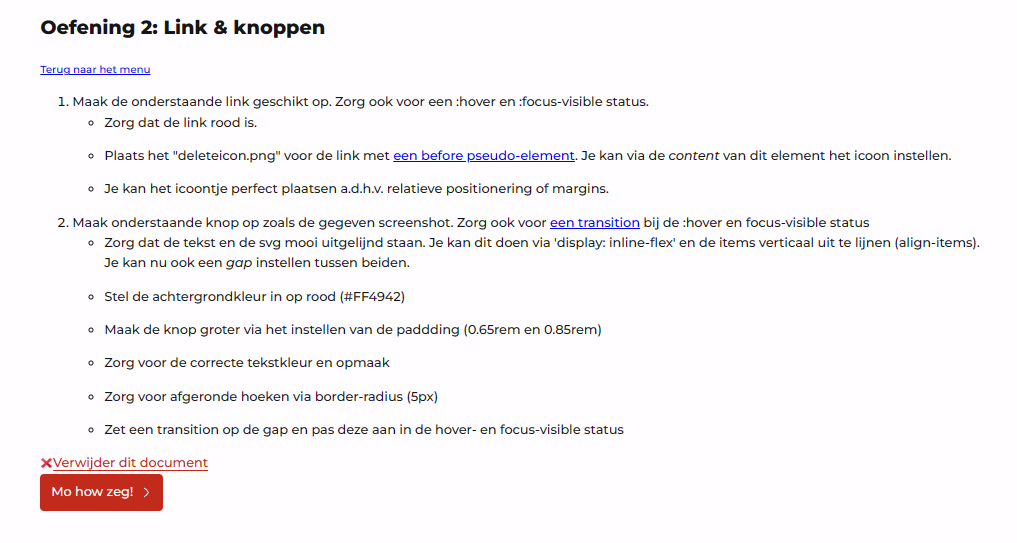 Oefening 2: Link & knoppen
Terug naar het menu
1. Maak de onderstaande link geschikt op. Zorg ook voor een :hover en :focus-visible status.
Zorg dat de link rood is.
Plaats het "deleteicon.png" voor de link met een before pseudo-element. Je kan via de content van dit element het icoon instellen.
Je kan het icoontje perfect plaatsen a.d.h.v. relatieve positionering of margins.
2. Maak onderstaande knop op zoals de gegeven screenshot. Zorg ook voor een transition bij de :hover en focus-visible status
Zorg dat de tekst en de svg mooi uitgelijnd staan. Je kan dit doen via 'display: inline-flex' en de items verticaal uit te lijnen (align-items).
Je kan nu ook een gap instellen tussen beiden.
Stel de achtergrondkleur in op rood (#FF4942)
Maak de knop groter via het instellen van de paddding (0.65rem en 0.85rem)
Zorg voor de correcte tekstkleur en opmaak
Zorg voor afgeronde hoeken via border-radius (5px)
Zet een transition op de gap en pas deze aan in de hover- en focus-visible status
Verwijder dit document
Mo how zeg!